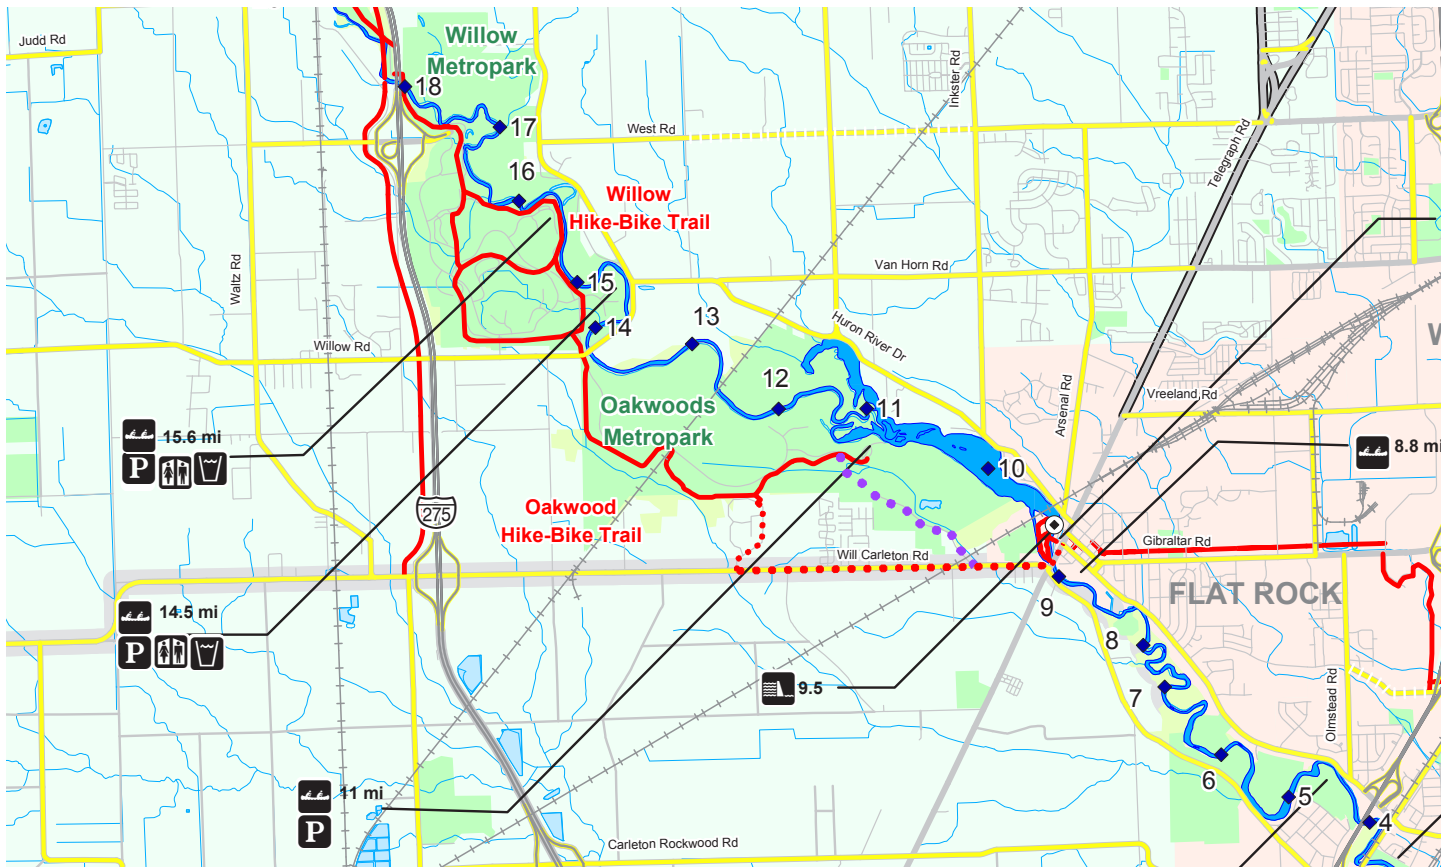 Judd Rd
Willow
Metropark
18
17
West Rd
Inkster Rd
Telegraph Rd
16
Willow
Hike-Bike Trail
Waltz Rd
Van Horn Rd
15
14
13
Huron River Dr
Willow Rd
W
12
Arsenal Rd
Vreeland Rd
Oakwoods
Metropark
11
15.6 mi
P
8.8 mi
10
275
Oakwood
Hike-Bike Trail
Will Carleton Rd
Gibraltar Rd
FLAT ROCK
9
14.5 mi
P
8
7
9.5
Olmstead Rd
6
11 mi
P
5
4
Carleton Rockwood Rd